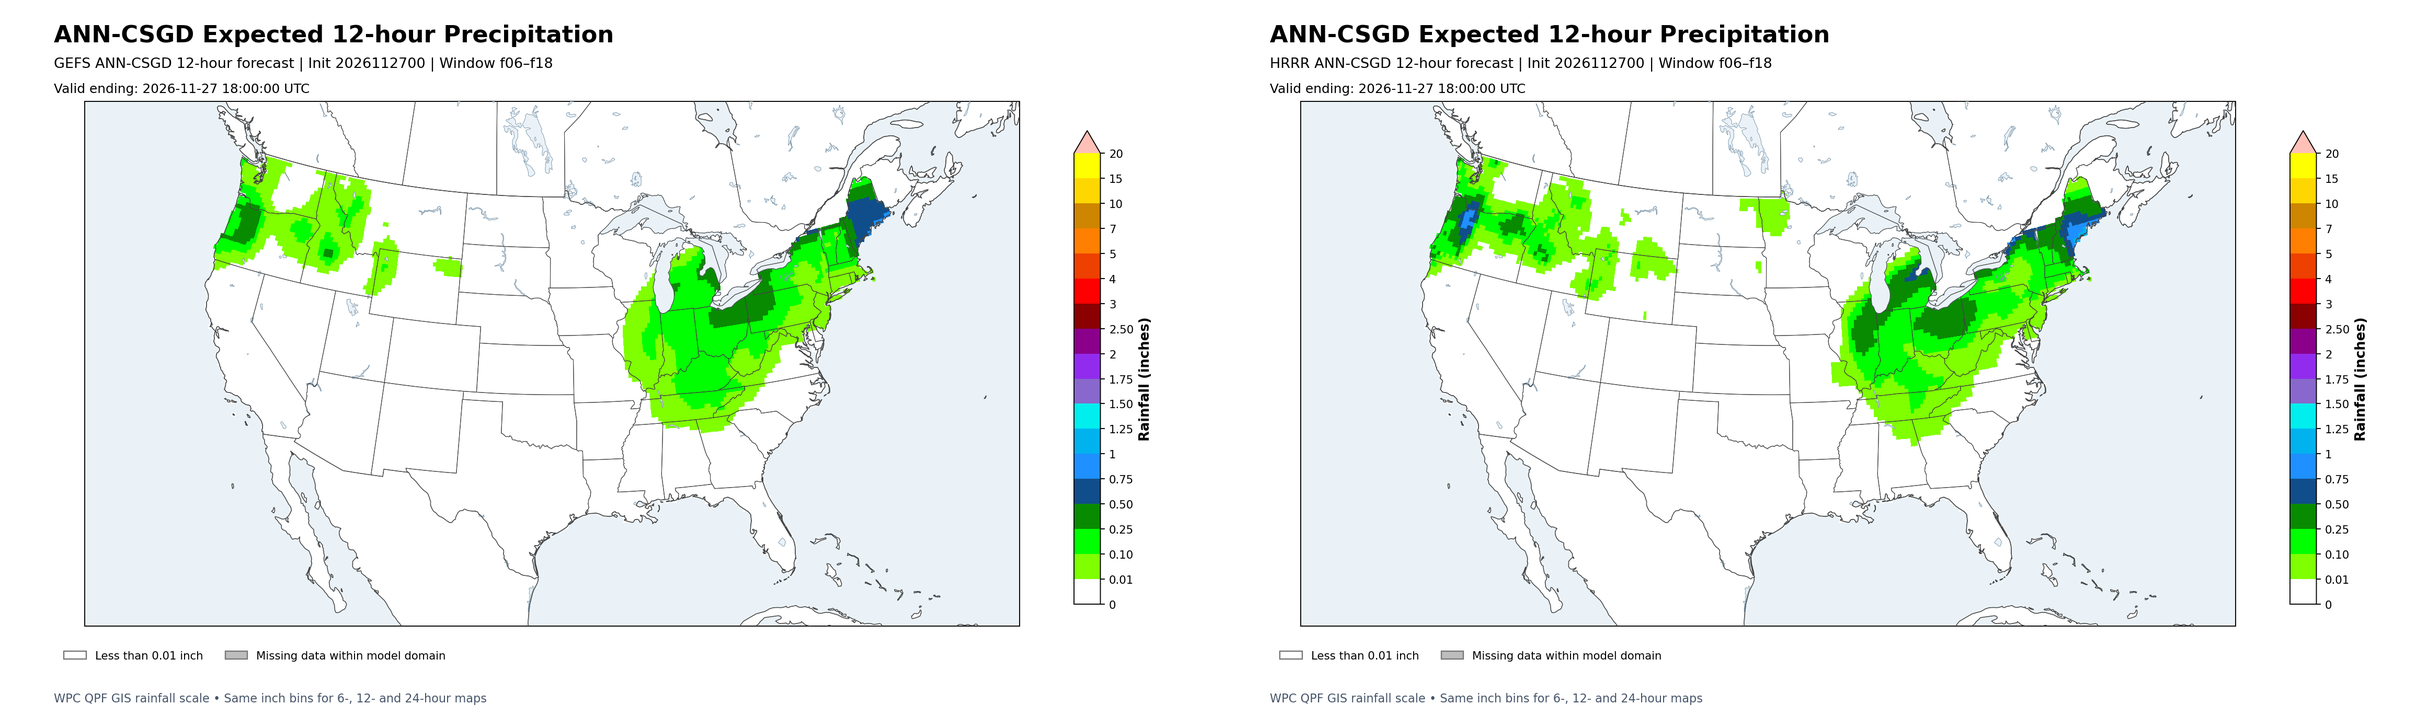 ANN-CSGD Expected 12-hour Precipitation
GEFS ANN-CSGD 12-hour forecast | Init 2026112700 | Window f06–f18
Valid ending: 2026-11-27 18:00:00 UTC
20
15
10
7
5
4
3
2.50
2
1.75
1.50
1.25
1
0.75
0.50
0.25
0.10
0.01
0
Rainfall (inches)
Less than 0.01 inch
Missing data within model domain
WPC QPF GIS rainfall scale • Same inch bins for 6-, 12- and 24-hour maps
ANN-CSGD Expected 12-hour Precipitation
HRRR ANN-CSGD 12-hour forecast | Init 2026112700 | Window f06–f18
Valid ending: 2026-11-27 18:00:00 UTC
20
15
10
7
5
4
3
2.50
2
1.75
1.50
1.25
1
0.75
0.50
0.25
0.10
0.01
0
Rainfall (inches)
Less than 0.01 inch
Missing data within model domain
WPC QPF GIS rainfall scale • Same inch bins for 6-, 12- and 24-hour maps